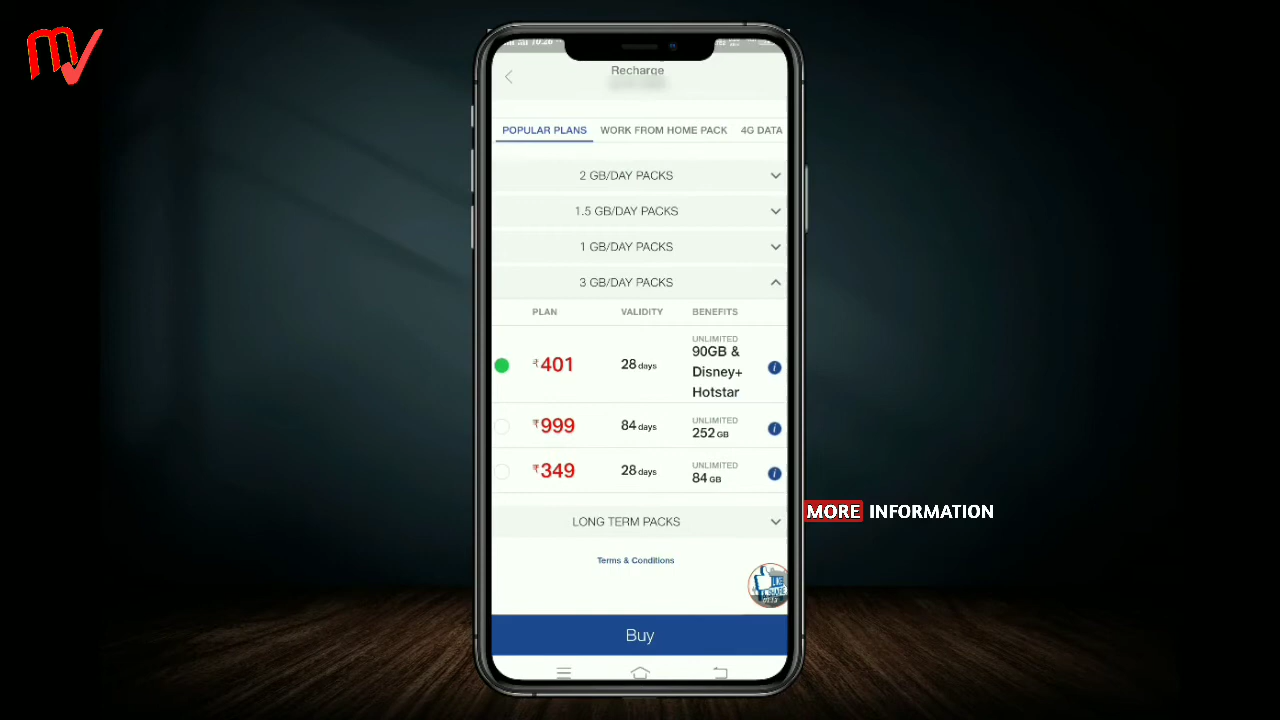 10:26
Recharge
POPULAR PLANS WORK FROM HOME PACK 4G DATA
2 GB/DAY PACKS
1.5 GB/DAY PACKS
1 GB/DAY PACKS
3 GB/DAY PACKS
PLAN VALIDITY BENEFITS
₹401 28 days UNLIMITED
90GB &
Disney+
Hotstar
₹999 84 days UNLIMITED
252 GB
₹349 28 days UNLIMITED
84 GB
LONG TERM PACKS
MORE INFORMATION
Terms & Conditions
Buy